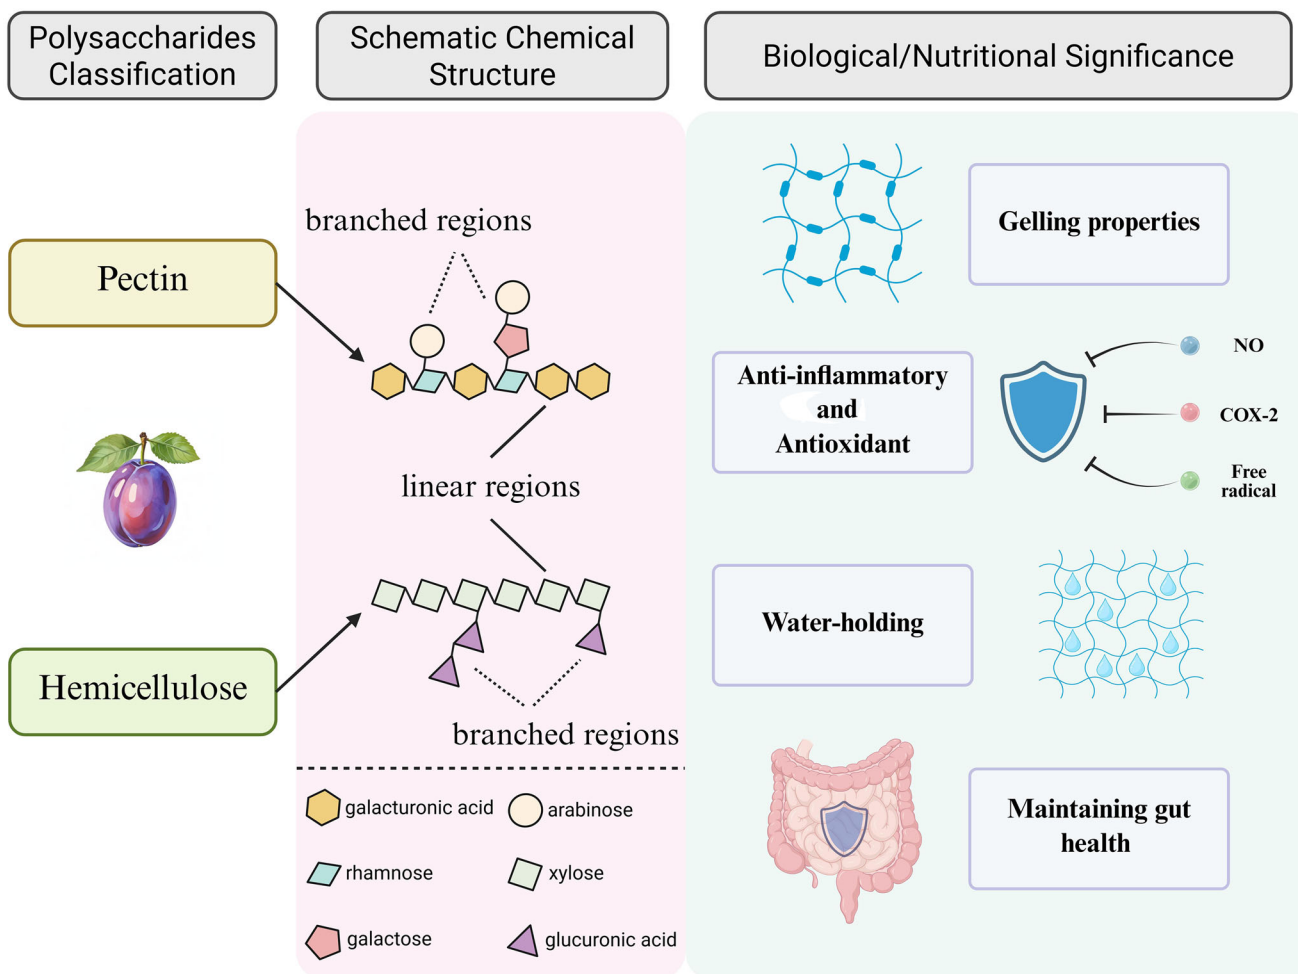 Polysaccharides
Classification
Schematic Chemical
Structure
Biological/Nutritional Significance
Pectin
Hemicellulose
branched regions
linear regions
branched regions
galacturonic acid
arabinose
rhamnose
xylose
galactose
glucuronic acid
Gelling properties
Anti-inflammatory
and
Antioxidant
NO
COX-2
Free
radical
Water-holding
Maintaining gut
health